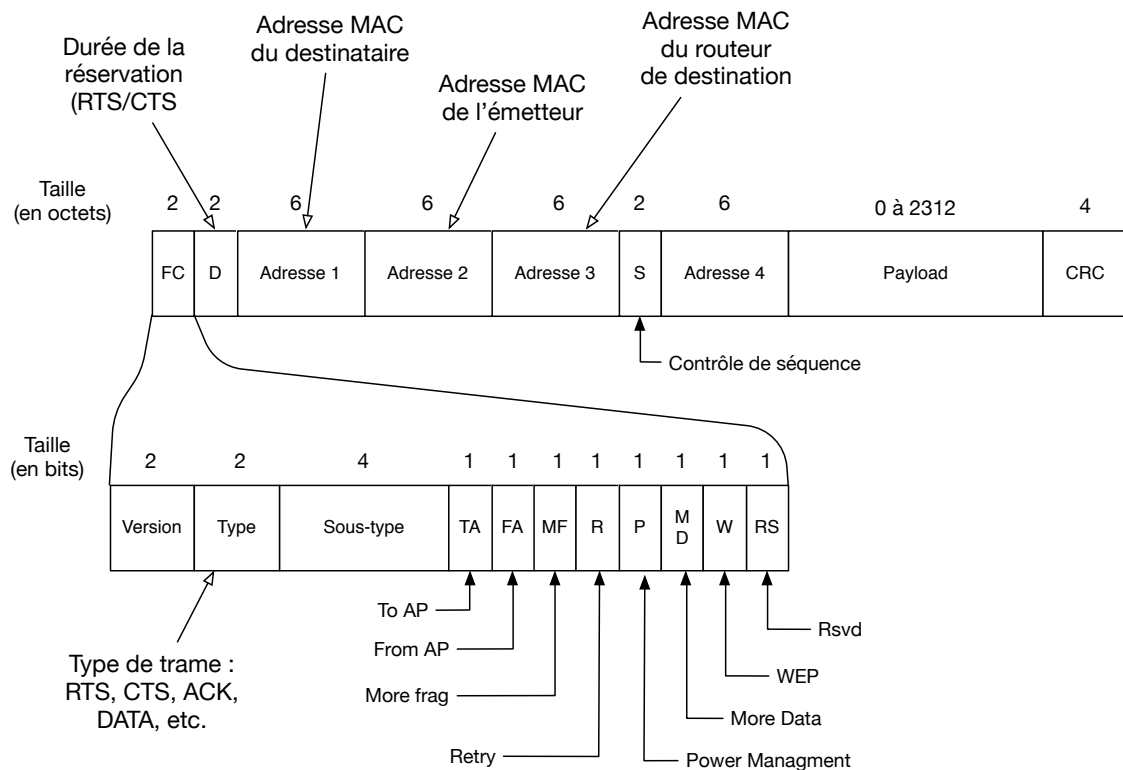 Durée de la
réservation
(RTS/CTS
Adresse MAC
du destinataire
Adresse MAC
de l'émetteur
Adresse MAC
du routeur
de destination
Taille
(en octets)
2 2 6 6 6 2 6 0 à 2312 4
FC D Adresse 1 Adresse 2 Adresse 3 S Adresse 4 Payload CRC
Contrôle de séquence
Taille
(en bits)
2 2 4 1 1 1 1 1 1 1 1
Version Type Sous-type TA FA MF R P M D W RS
To AP
From AP
More frag
Retry
Rsvd
WEP
More Data
Power Managment
Type de trame :
RTS, CTS, ACK,
DATA, etc.